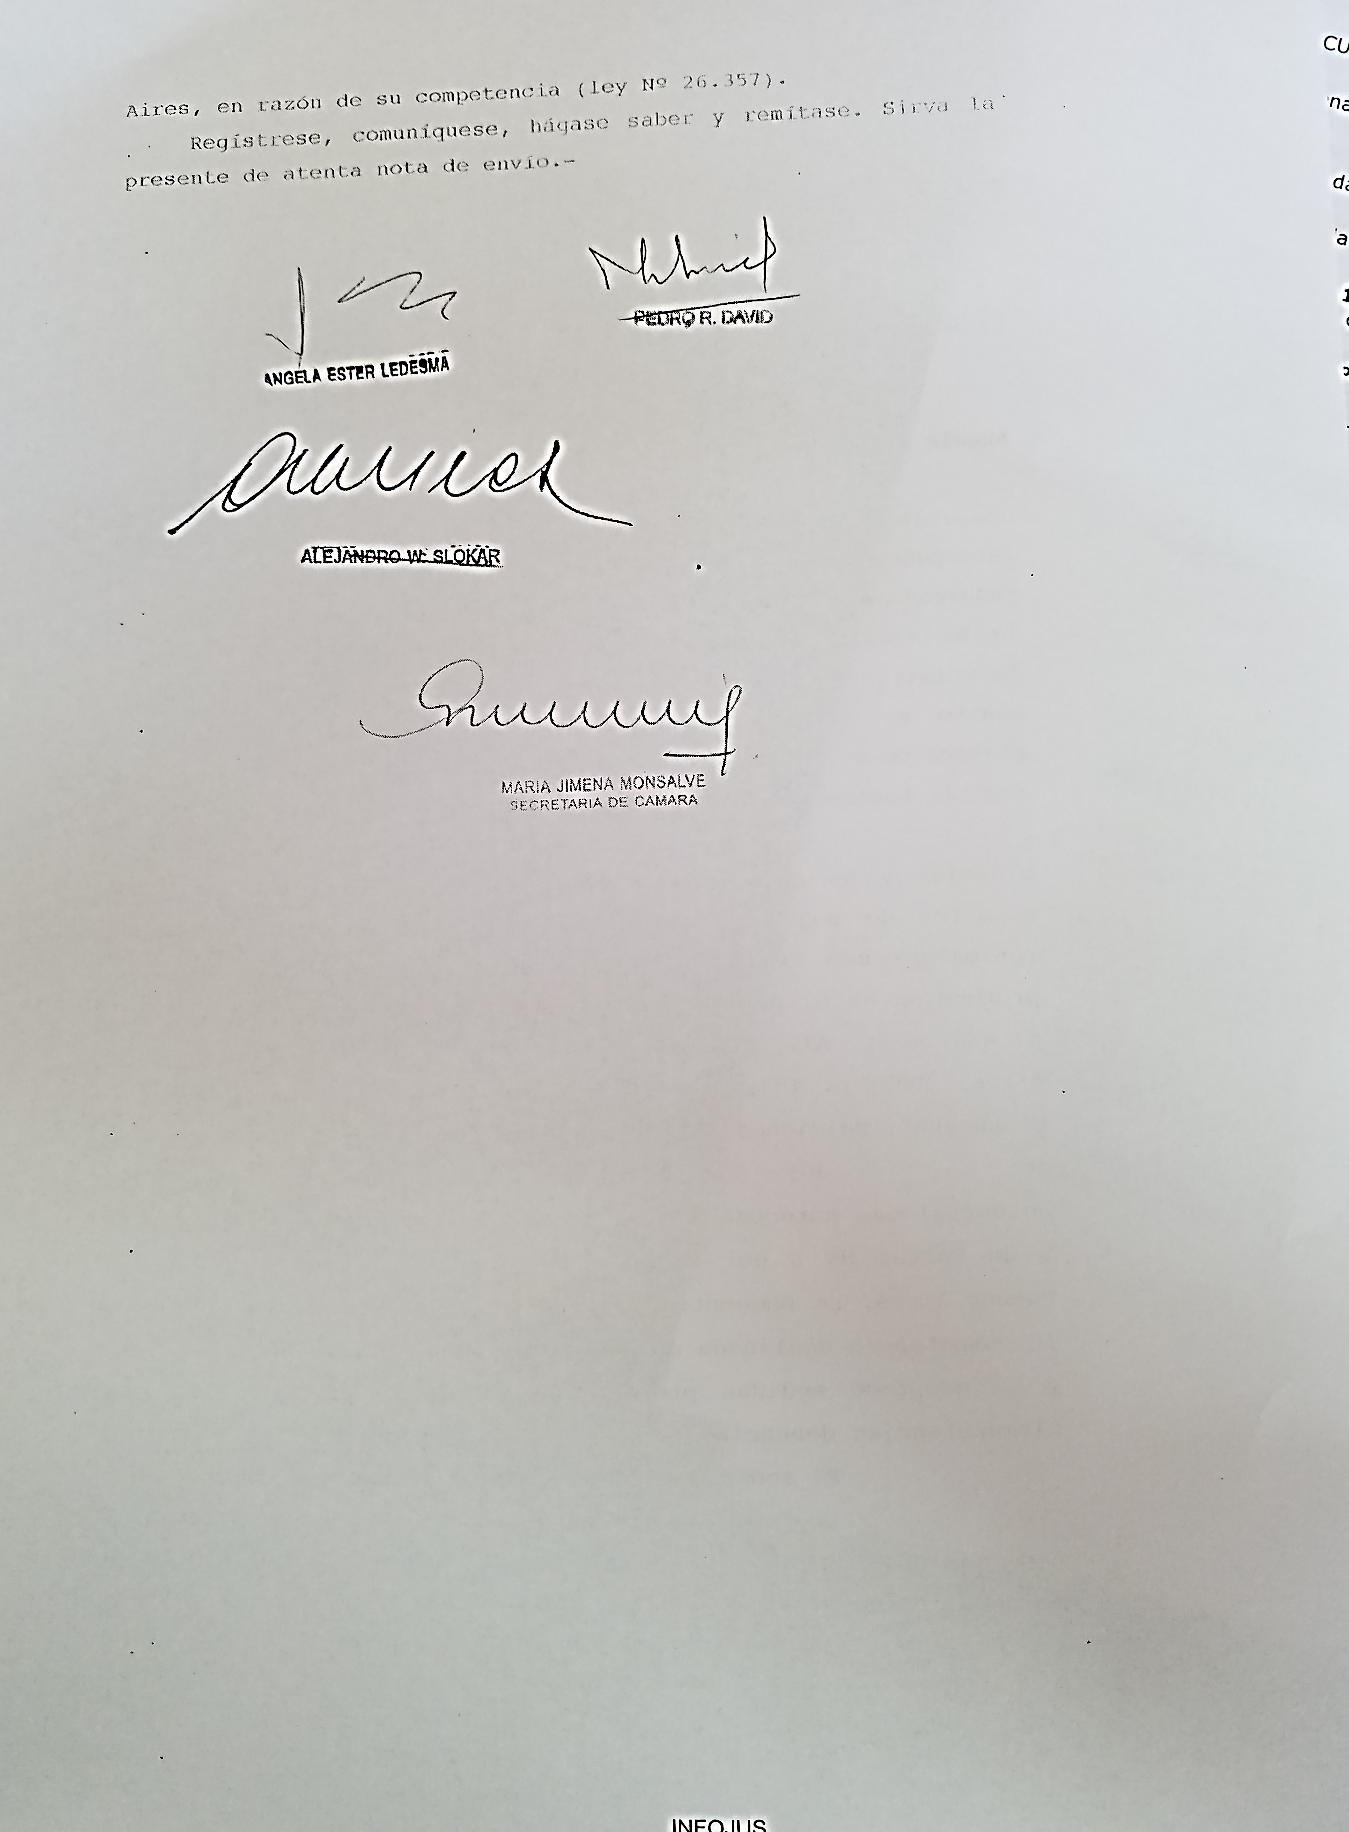 Aires, en razón de su competencia (ley Nº 26.357).
Regístrese, comuníquese, hágase saber y remítase. Sirva la
presente de atenta nota de envío.-
PEDRO R. DAVID
ANGELA ESTER LEDESMA
ALEJANDRO W. SLOKAR
MARIA JIMENA MONSALVE
SECRETARIA DE CAMARA
INFOJUS
CU